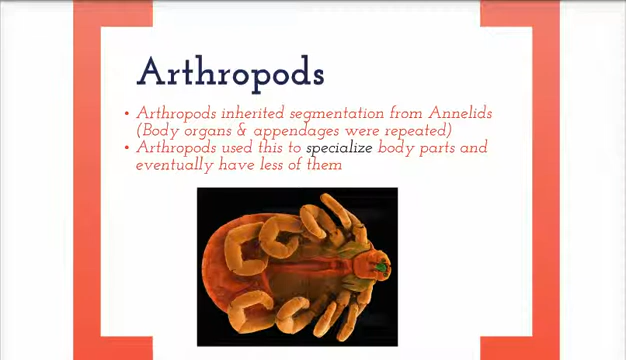 Arthropods
• Arthropods inherited segmentation from Annelids
(Body organs & appendages were repeated)
• Arthropods used this to specialize body parts and
eventually have less of them